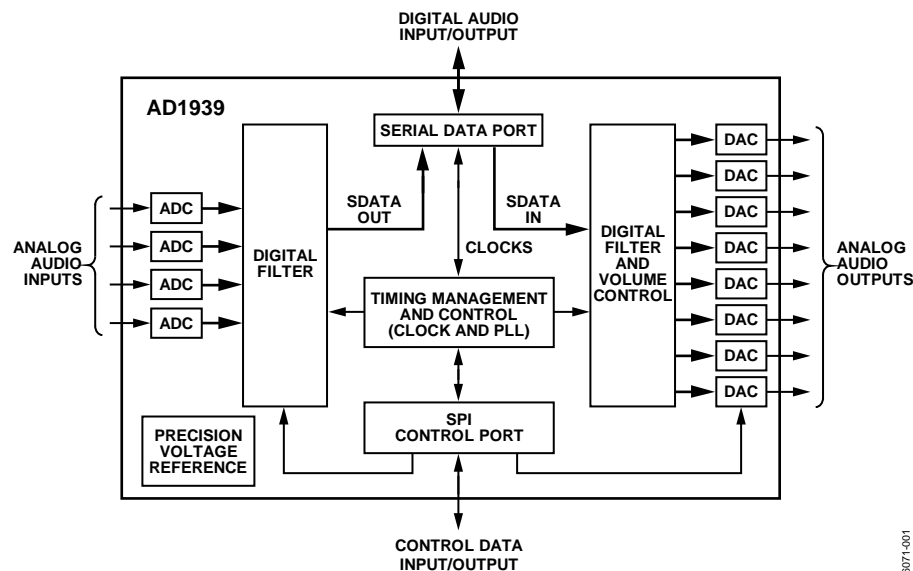 DIGITAL AUDIO
INPUT/OUTPUT
AD1939
SERIAL DATA PORT
SDATA
OUT
SDATA
IN
CLOCKS
ANALOG
AUDIO
INPUTS
ADC
ADC
ADC
ADC
DIGITAL
FILTER
TIMING MANAGEMENT
AND CONTROL
(CLOCK AND PLL)
DIGITAL
FILTER
AND
VOLUME
CONTROL
DAC
DAC
DAC
DAC
DAC
DAC
DAC
DAC
ANALOG
AUDIO
OUTPUTS
PRECISION
VOLTAGE
REFERENCE
SPI
CONTROL PORT
CONTROL DATA
INPUT/OUTPUT